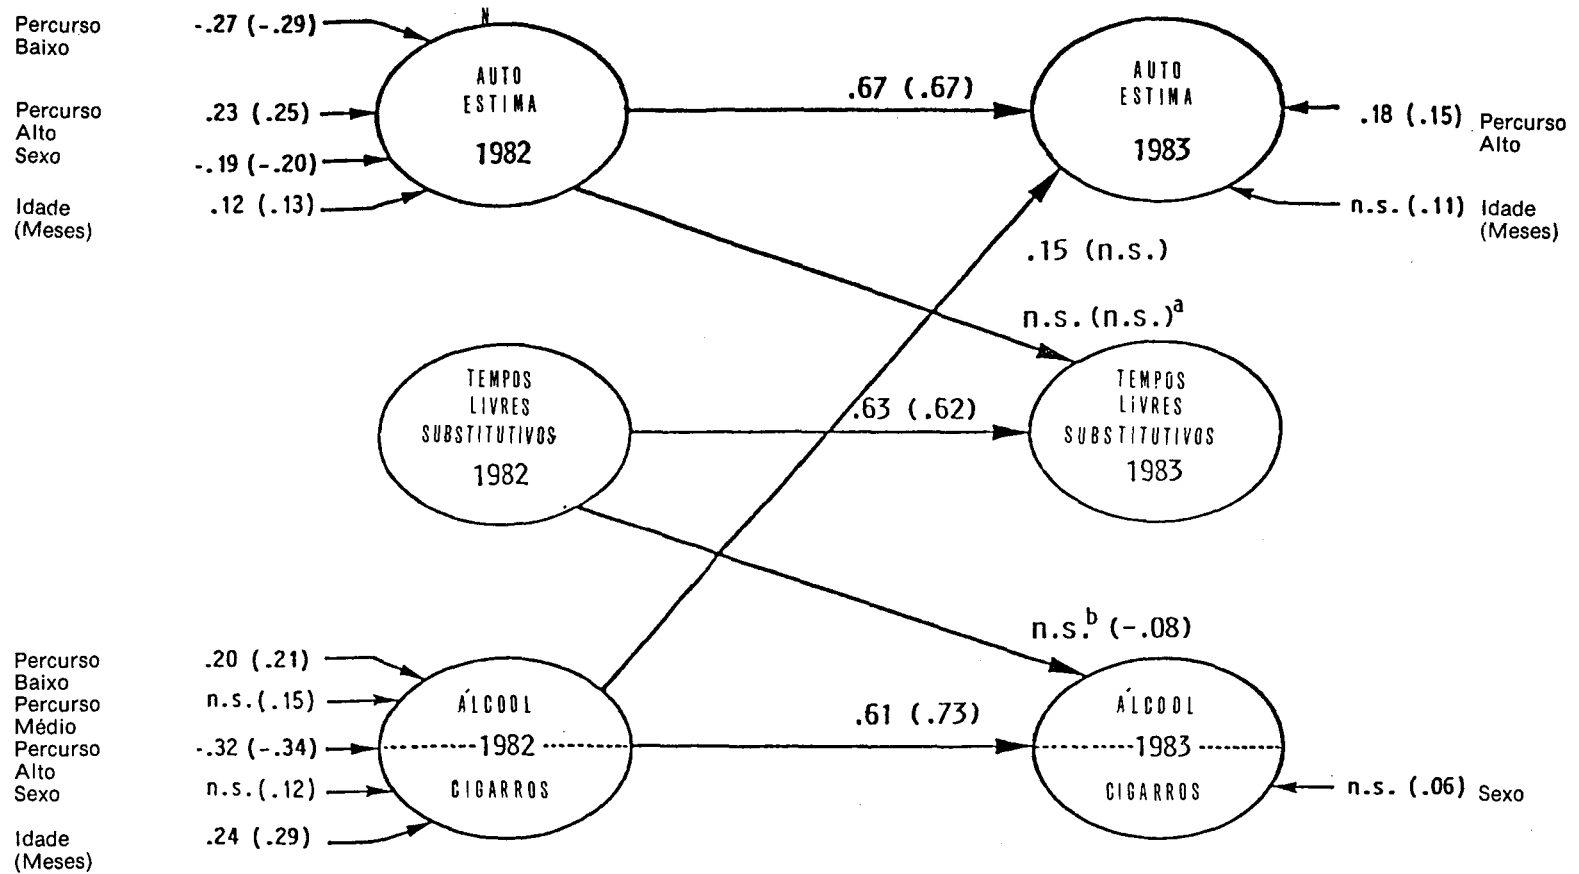 Percurso
Baixo
-.27 (-.29)
Percurso
Alto
Sexo
.23 (.25)
-.19 (-.20)
Idade
(Meses)
.12 (.13)
N
AUTO
ESTIMA
1982
.67 (.67)
AUTO
ESTIMA
1983
.18 (.15)
Percurso
Alto
n.s. (.11)
Idade
(Meses)
.15 (n.s.)
n.s. (n.s.)a
TEMPOS
LIVRES
SUBSTITUTIVOS
1982
.63 (.62)
TEMPOS
LIVRES
SUBSTITUTIVOS
1983
n.s.b (-.08)
Percurso
Baixo
Percurso
Médio
Percurso
Alto
Sexo
Idade
(Meses)
.20 (.21)
n.s. (.15)
-.32 (-.34)
n.s. (.12)
.24 (.29)
ÁLCOOL
1982
CIGARROS
.61 (.73)
ÁLCOOL
1983
CIGARROS
n.s. (.06)
Sexo